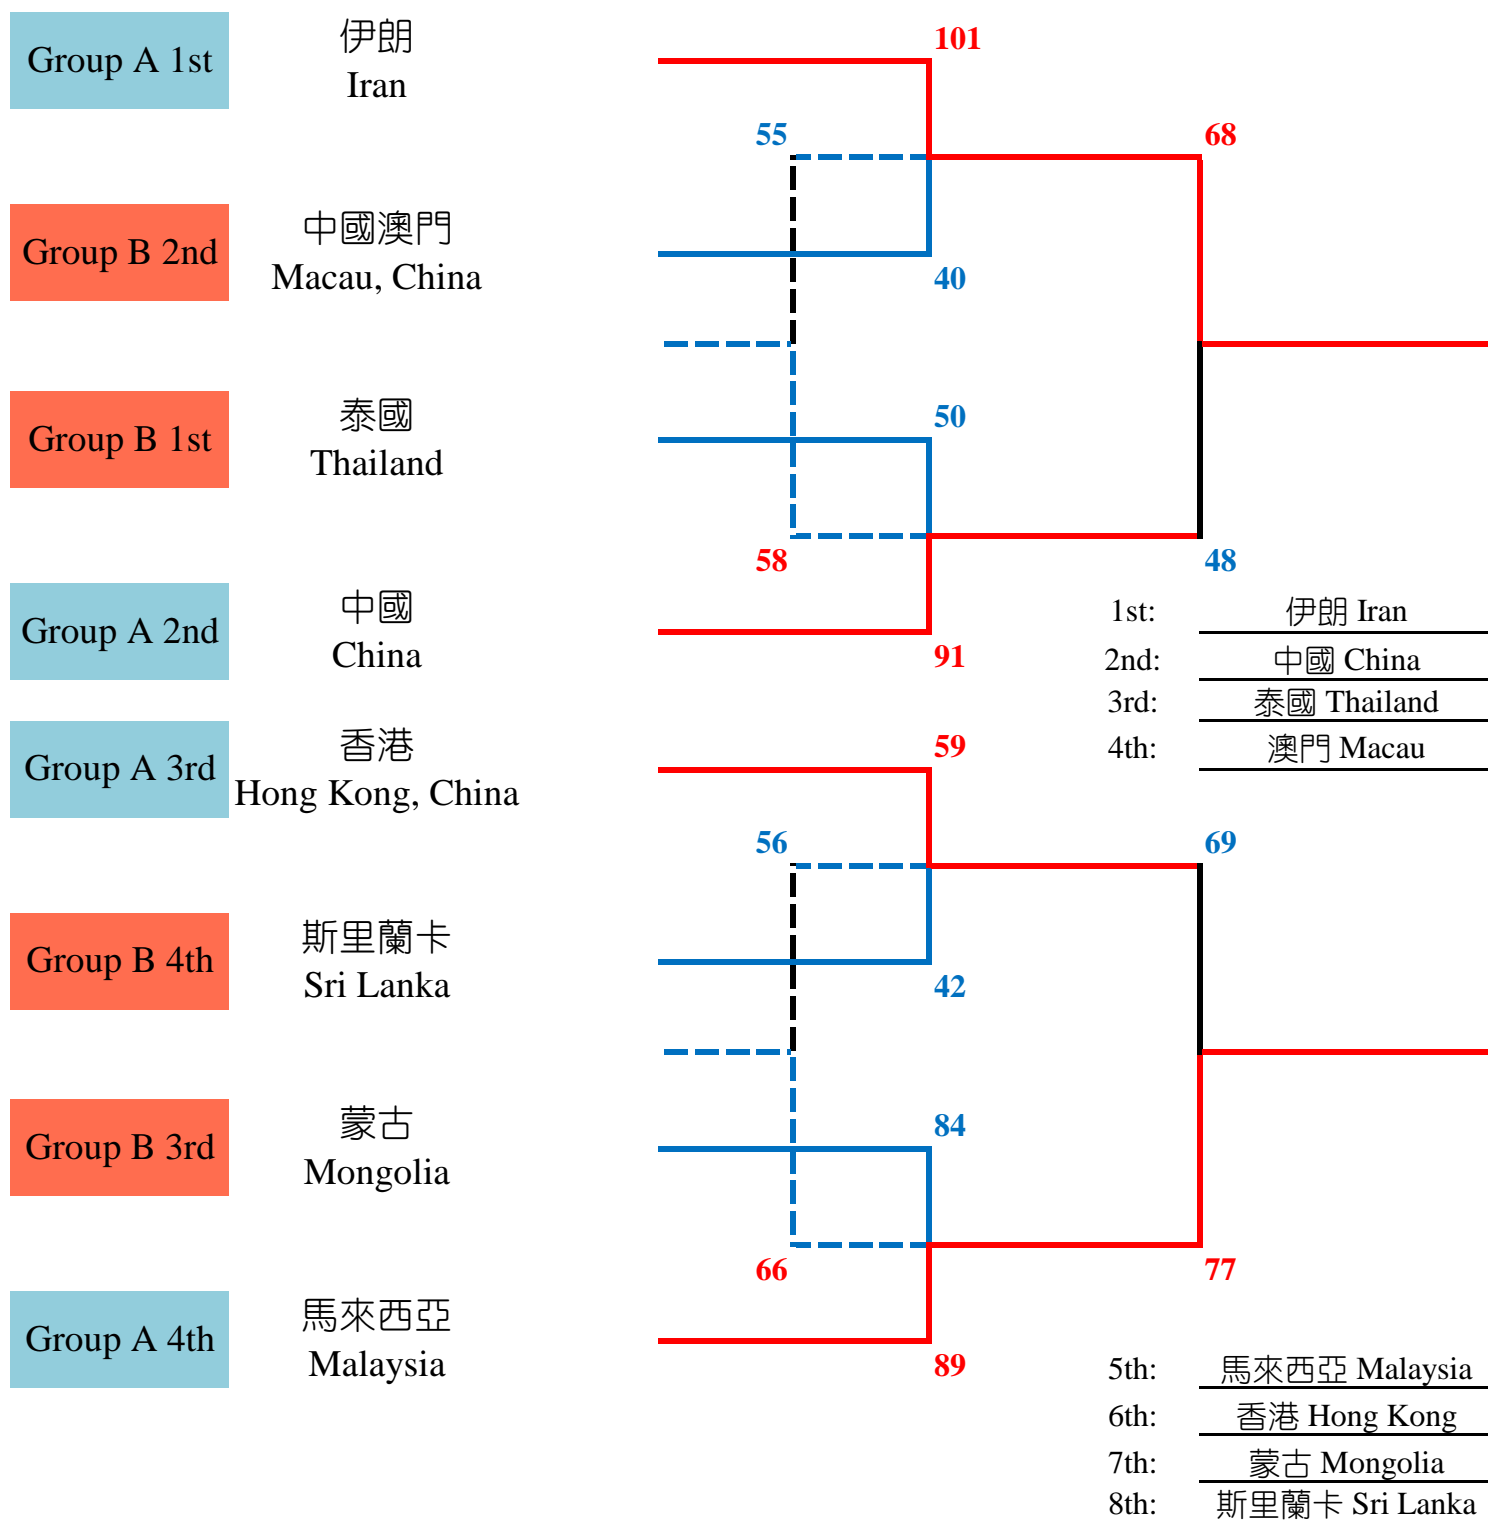 Group A 1st
伊朗
Iran
101
55
68
Group B 2nd
中國澳門
Macau, China
40
Group B 1st
泰國
Thailand
50
58
48
Group A 2nd
中國
China
91
1st: 伊朗 Iran
2nd: 中國 China
3rd: 泰國 Thailand
4th: 澳門 Macau
Group A 3rd
香港
Hong Kong, China
59
56
69
Group B 4th
斯里蘭卡
Sri Lanka
42
Group B 3rd
蒙古
Mongolia
84
66
77
Group A 4th
馬來西亞
Malaysia
89
5th: 馬來西亞 Malaysia
6th: 香港 Hong Kong
7th: 蒙古 Mongolia
8th: 斯里蘭卡 Sri Lanka